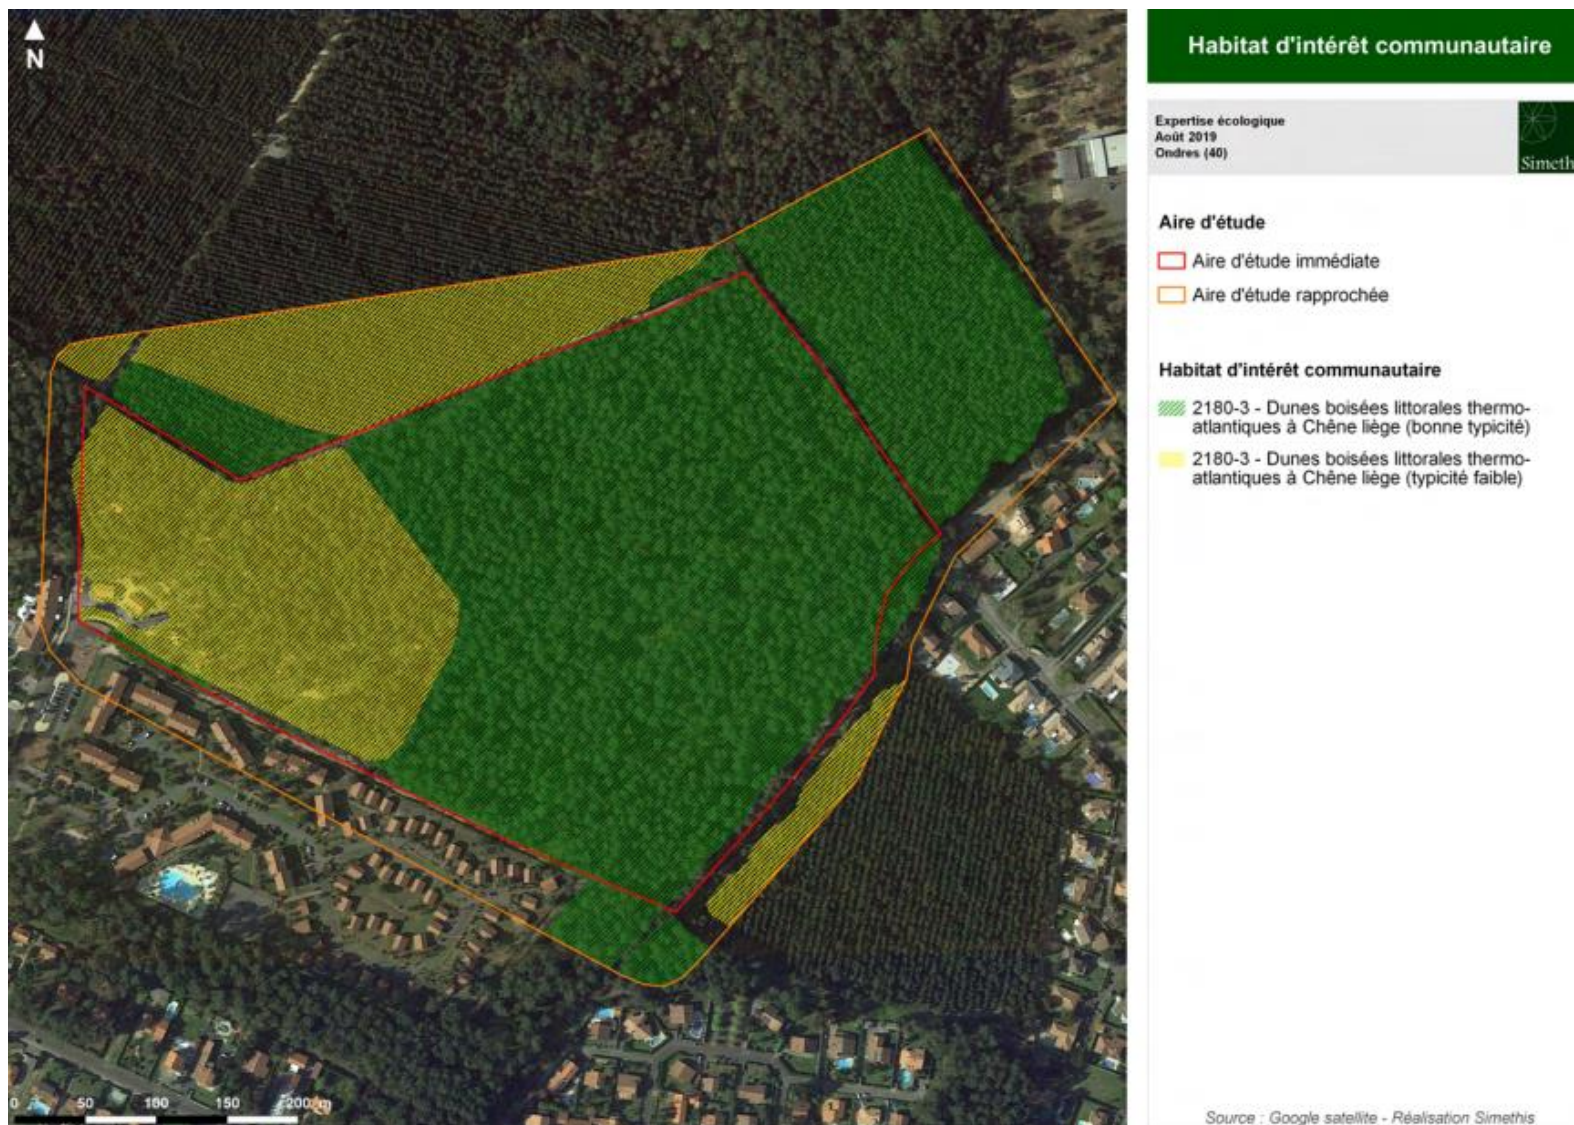 N
Habitat d'intérêt communautaire
Expertise écologique
Août 2019
Ondres (40)
Simeth
Aire d'étude
Aire d'étude immédiate
Aire d'étude rapprochée
Habitat d'intérêt communautaire
2180-3 - Dunes boisées littorales thermo-
atlantiques à Chêne liège (bonne typicité)
2180-3 - Dunes boisées littorales thermo-
atlantiques à Chêne liège (typicité faible)
0 50 100 150 200 m
Source : Google satellite - Réalisation Simethis